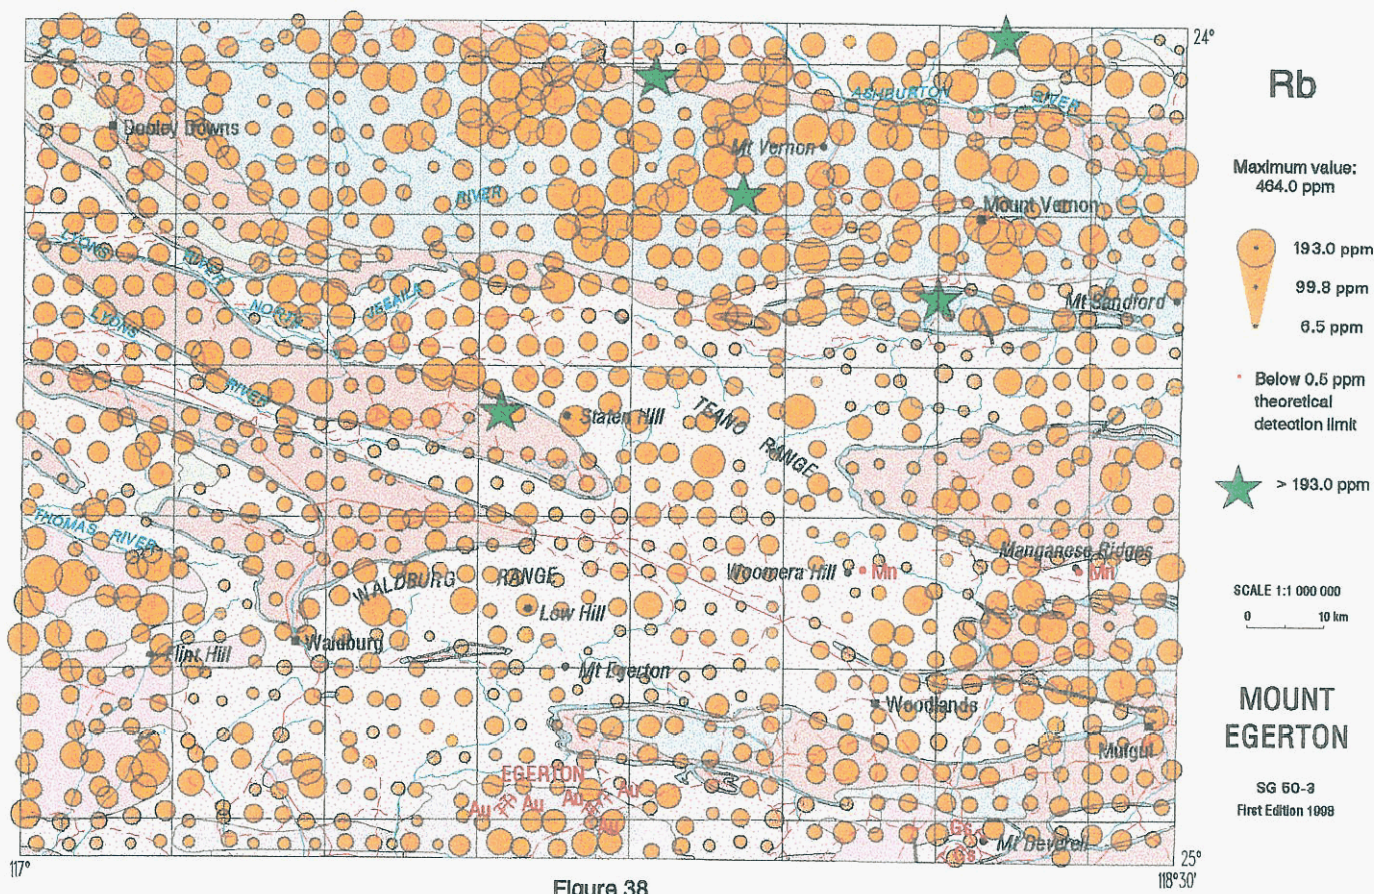 24°
Rb
Maximum value:
464.0 ppm
193.0 ppm
99.8 ppm
6.5 ppm
Below 0.5 ppm
theoretical
detection limit
> 193.0 ppm
SCALE 1:1 000 000
0 10 km
MOUNT
EGERTON
SG 50-3
First Edition 1998
ASHBURTON RIVER
Dooley Downs
Mt Vernon
RIVER
Mount Vernon
LYONS RIVER NORTH
Mt Sandford
LYONS RIVER
Staten Hill
TEANO RANGE
THOMAS RIVER
Manganese Ridges
Woomera Hill
Mn
Mn
WALDBURG RANGE
Low Hill
Waldburg
Flint Hill
Mt Egerton
Woodlands
Mulgul
EGERTON
Au
Au
Au
Au
Au
Gs
Gs
Mt Deverell
117°
25°
118°30'
Figure 38